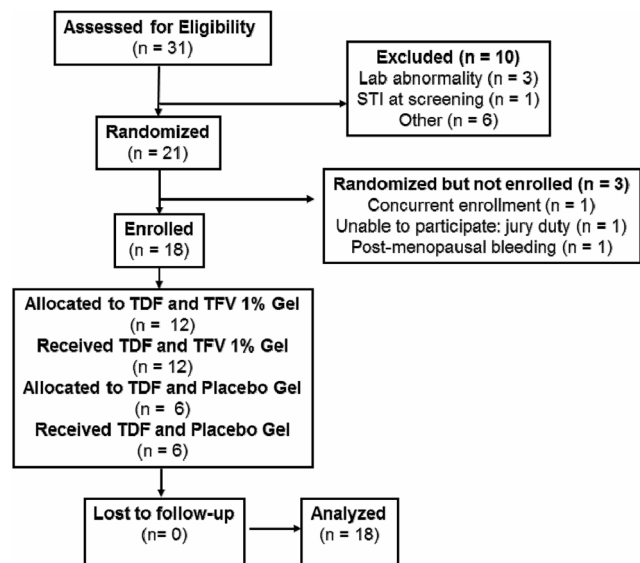 Assessed for Eligibility
(n = 31)
Excluded (n = 10)
Lab abnormality (n = 3)
STI at screening (n = 1)
Other (n = 6)
Randomized
(n = 21)
Randomized but not enrolled (n = 3)
Concurrent enrollment (n = 1)
Unable to participate: jury duty (n = 1)
Post-menopausal bleeding (n = 1)
Enrolled
(n = 18)
Allocated to TDF and TFV 1% Gel
(n = 12)
Received TDF and TFV 1% Gel
(n = 12)
Allocated to TDF and Placebo Gel
(n = 6)
Received TDF and Placebo Gel
(n = 6)
Lost to follow-up
(n= 0)
Analyzed
(n = 18)